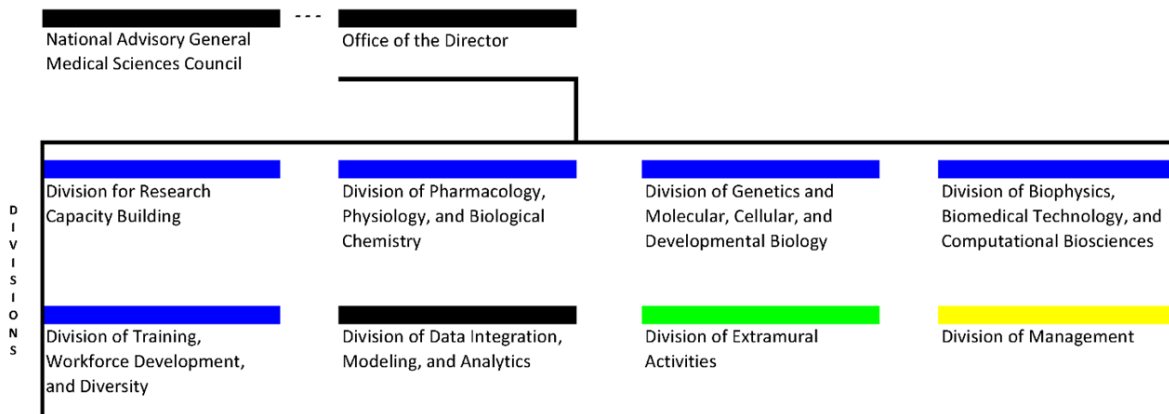 National Advisory General
Medical Sciences Council
---
Office of the Director
DIVISIONS
Division for Research
Capacity Building
Division of Pharmacology,
Physiology, and Biological
Chemistry
Division of Genetics and
Molecular, Cellular, and
Developmental Biology
Division of Biophysics,
Biomedical Technology, and
Computational Biosciences
Division of Training,
Workforce Development,
and Diversity
Division of Data Integration,
Modeling, and Analytics
Division of Extramural
Activities
Division of Management